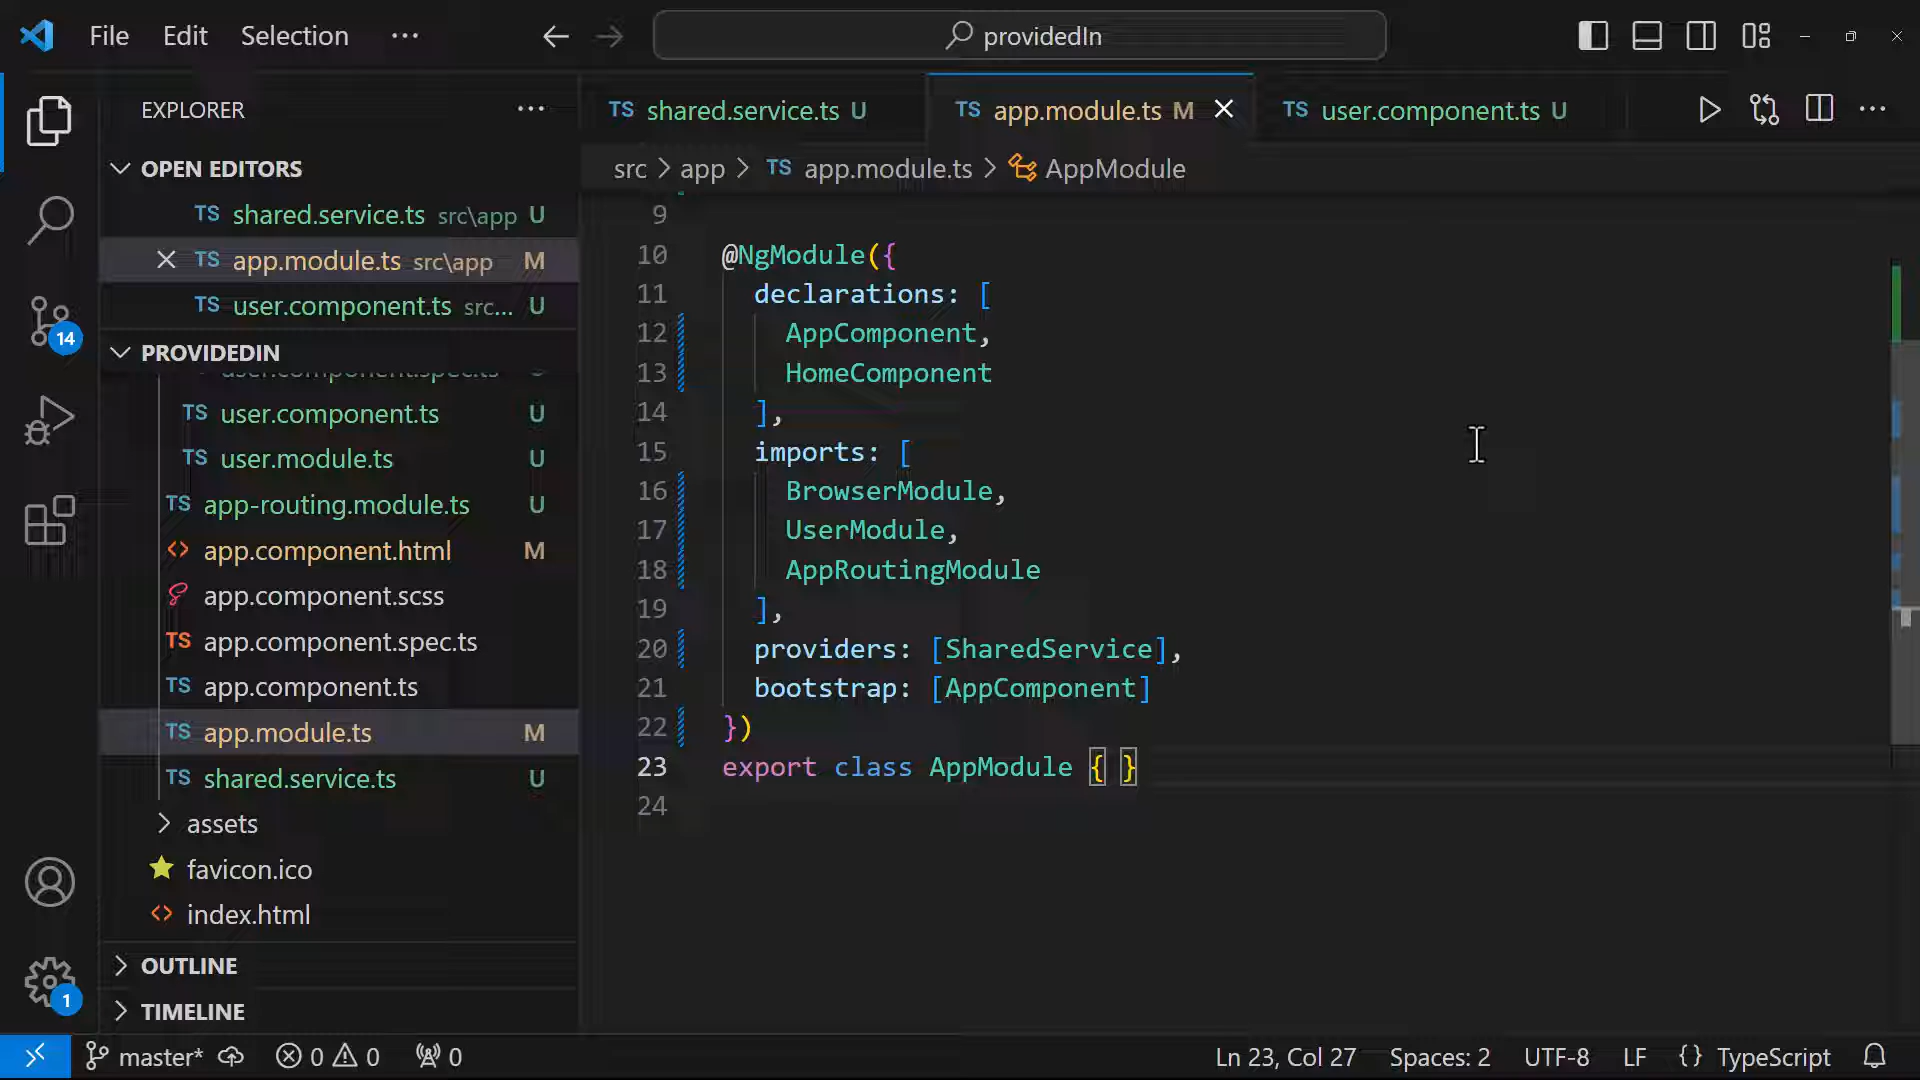 File Edit Selection ···
providedIn
EXPLORER ···
OPEN EDITORS
TS shared.service.ts src\app U
TS app.module.ts src\app M
TS user.component.ts src... U
PROVIDEDIN
user.component.spec.ts
TS user.component.ts U
TS user.module.ts U
TS app-routing.module.ts U
<> app.component.html M
app.component.scss
TS app.component.spec.ts
TS app.component.ts
TS app.module.ts M
TS shared.service.ts U
assets
favicon.ico
<> index.html
OUTLINE
TIMELINE
14
1
TS shared.service.ts U TS app.module.ts M TS user.component.ts U ···
src > app > TS app.module.ts > AppModule
9
10 @NgModule({
11 declarations: [
12 AppComponent,
13 HomeComponent
14 ],
15 imports: [
16 BrowserModule,
17 UserModule,
18 AppRoutingModule
19 ],
20 providers: [SharedService],
21 bootstrap: [AppComponent]
22 })
23 export class AppModule { }
24
master* 0 0 0 Ln 23, Col 27 Spaces: 2 UTF-8 LF {} TypeScript